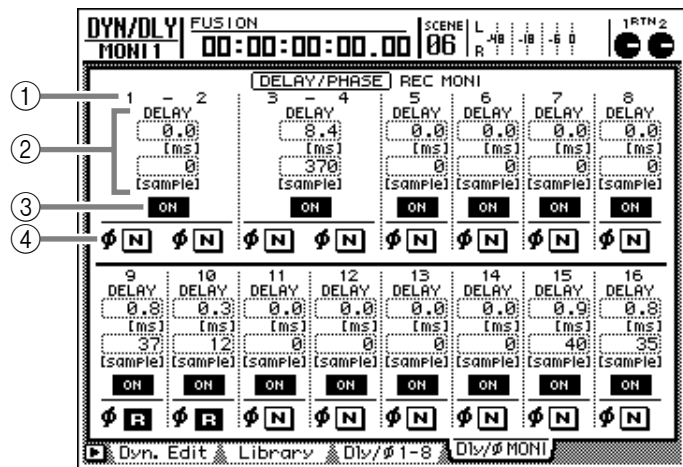 DYN/DLY FUSION SCENE L -48 -18 -6 0 1RTN2
MONI 1 00:00:00:00.00 06 R
DELAY/PHASE REC MONI
① 1 – 2 3 – 4 5 6 7 8
② DELAY DELAY DELAY DELAY DELAY DELAY
0.0 8.4 0.0 0.0 0.0 0.0
[ms] [ms] [ms] [ms] [ms] [ms]
0 370 0 0 0 0
[sample] [sample] [sample] [sample] [sample] [sample]
③ ON ON ON ON ON ON
④ ϕ N ϕ N ϕ N ϕ N ϕ N ϕ N ϕ N ϕ N
9 10 11 12 13 14 15 16
DELAY DELAY DELAY DELAY DELAY DELAY DELAY DELAY
0.8 0.3 0.0 0.0 0.0 0.0 0.9 0.8
[ms] [ms] [ms] [ms] [ms] [ms] [ms] [ms]
37 12 0 0 0 0 40 35
[sample] [sample] [sample] [sample] [sample] [sample] [sample] [sample]
ON ON ON ON ON ON ON ON
ϕ R ϕ R ϕ N ϕ N ϕ N ϕ N ϕ N ϕ N
Dyn. Edit Library Dly/ϕ 1-8 Dly/ϕ MONI